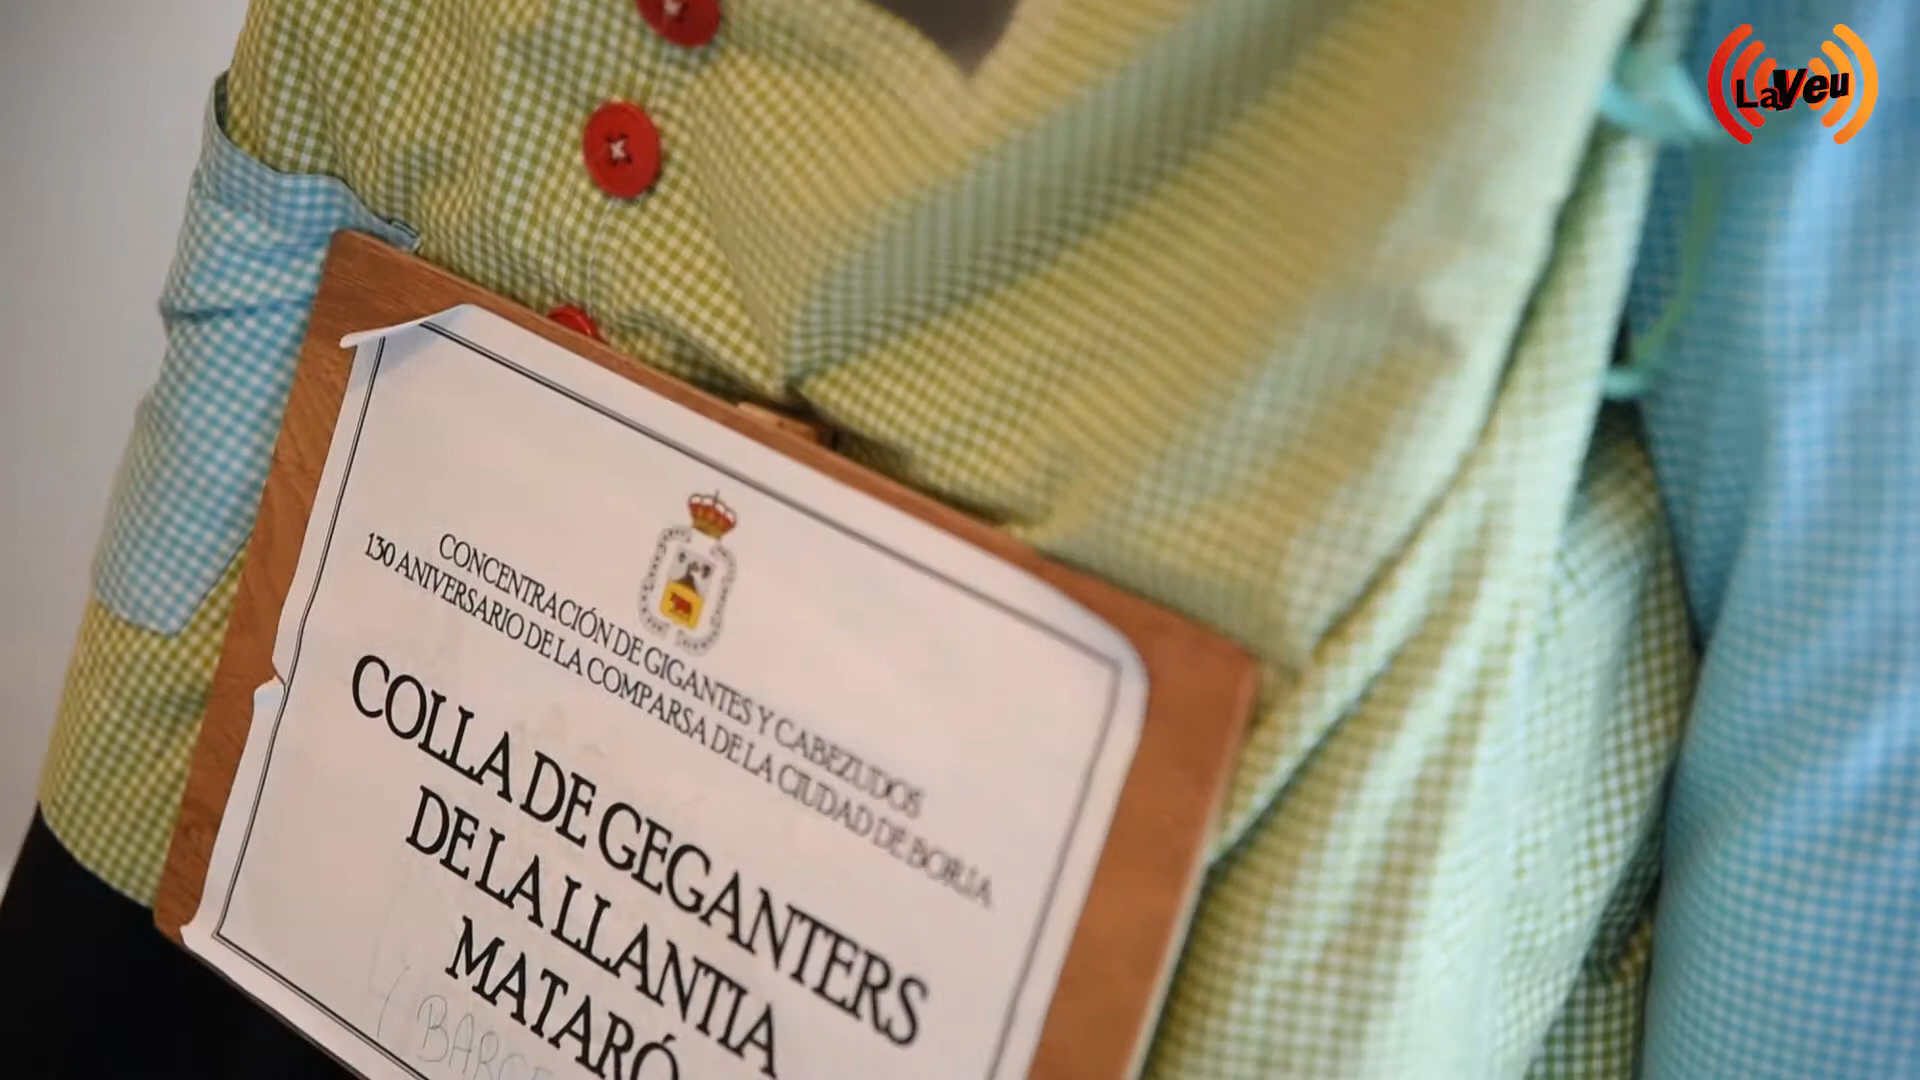 LaVeu
CONCENTRACIÓN DE GIGANTES Y CABEZUDOS
130 ANIVERSARIO DE LA COMPARSA DE LA CIUDAD DE BORJA
COLLA DE GEGANTERS
DE LA LLANTIA
MATARÓ